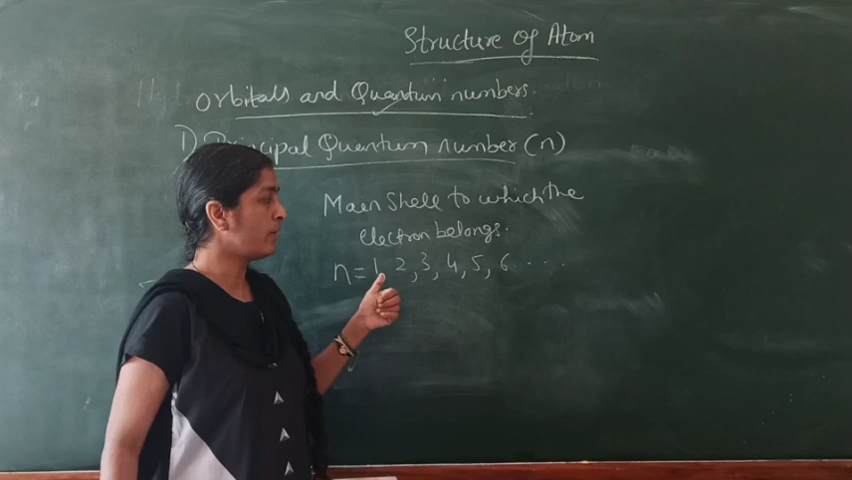 Structure of Atom
Orbitals and Quantum numbers.
1) Principal Quantum number (n)
Main Shell to which the
electron belongs.
n = 1, 2, 3, 4, 5, 6 . . . .